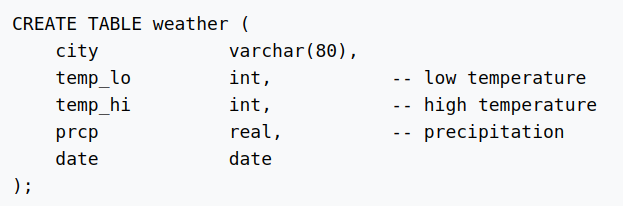 CREATE TABLE weather (
    city            varchar(80),
    temp_lo         int,           -- low temperature
    temp_hi         int,           -- high temperature
    prcp            real,          -- precipitation
    date            date
);